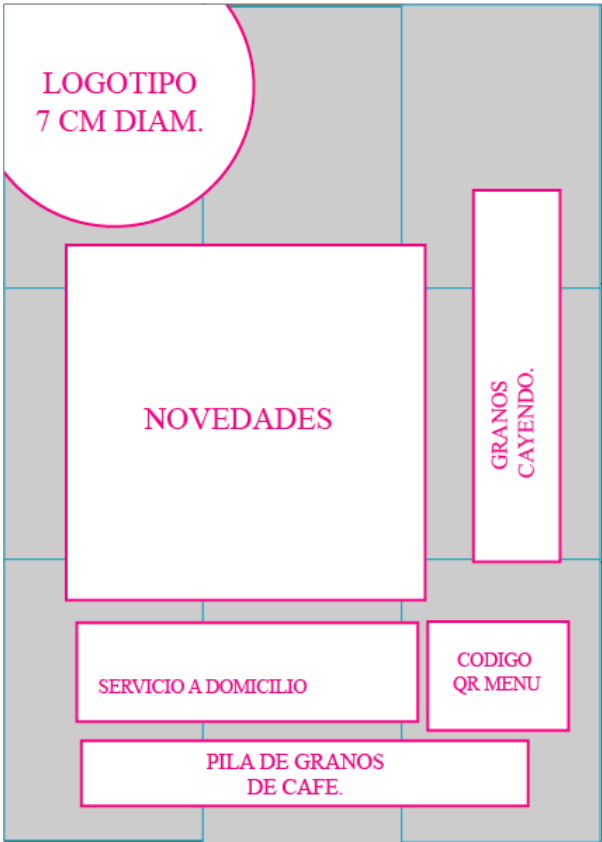 LOGOTIPO
7 CM DIAM.
NOVEDADES
GRANOS
CAYENDO.
SERVICIO A DOMICILIO
CODIGO
QR MENU
PILA DE GRANOS
DE CAFE.